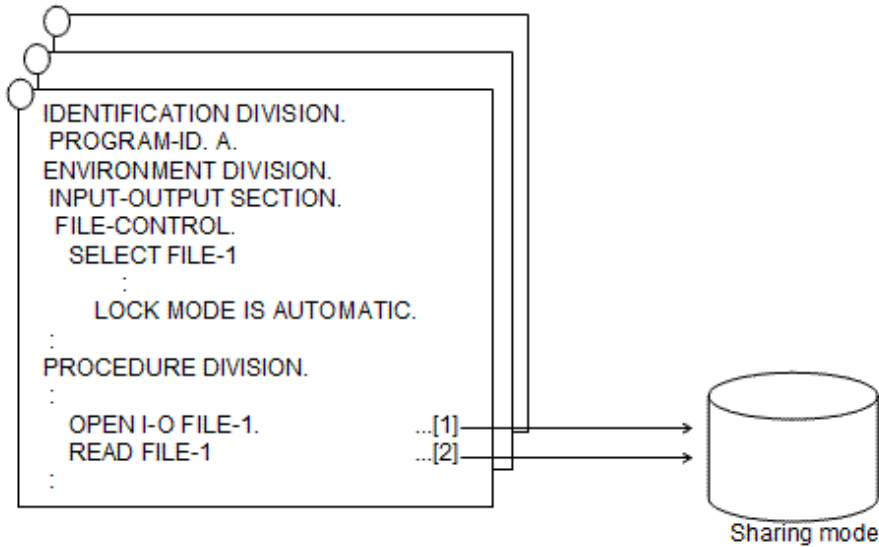 IDENTIFICATION DIVISION.
PROGRAM-ID. A.
ENVIRONMENT DIVISION.
INPUT-OUTPUT SECTION.
FILE-CONTROL.
SELECT FILE-1
:
LOCK MODE IS AUTOMATIC.
:
PROCEDURE DIVISION.
:
OPEN I-O FILE-1. ...[1]
READ FILE-1 ...[2]
:
Sharing mode